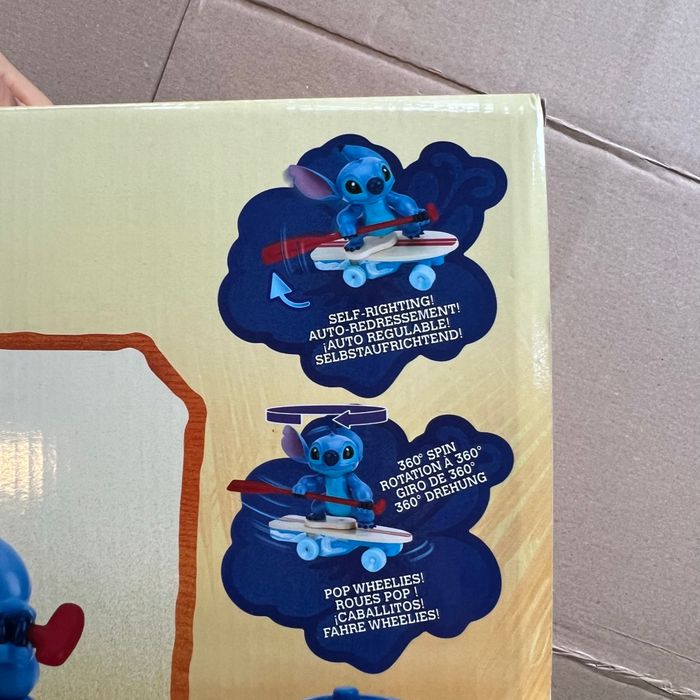 SELF-RIGHTING!
AUTO-REDRESSEMENT!
¡AUTO REGULABLE!
SELBSTAUFRICHTEND!
360° SPIN
ROTATION À 360°
GIRO DE 360°
360° DREHUNG
POP WHEELIES!
ROUES POP !
¡CABALLITOS!
FAHRE WHEELIES!